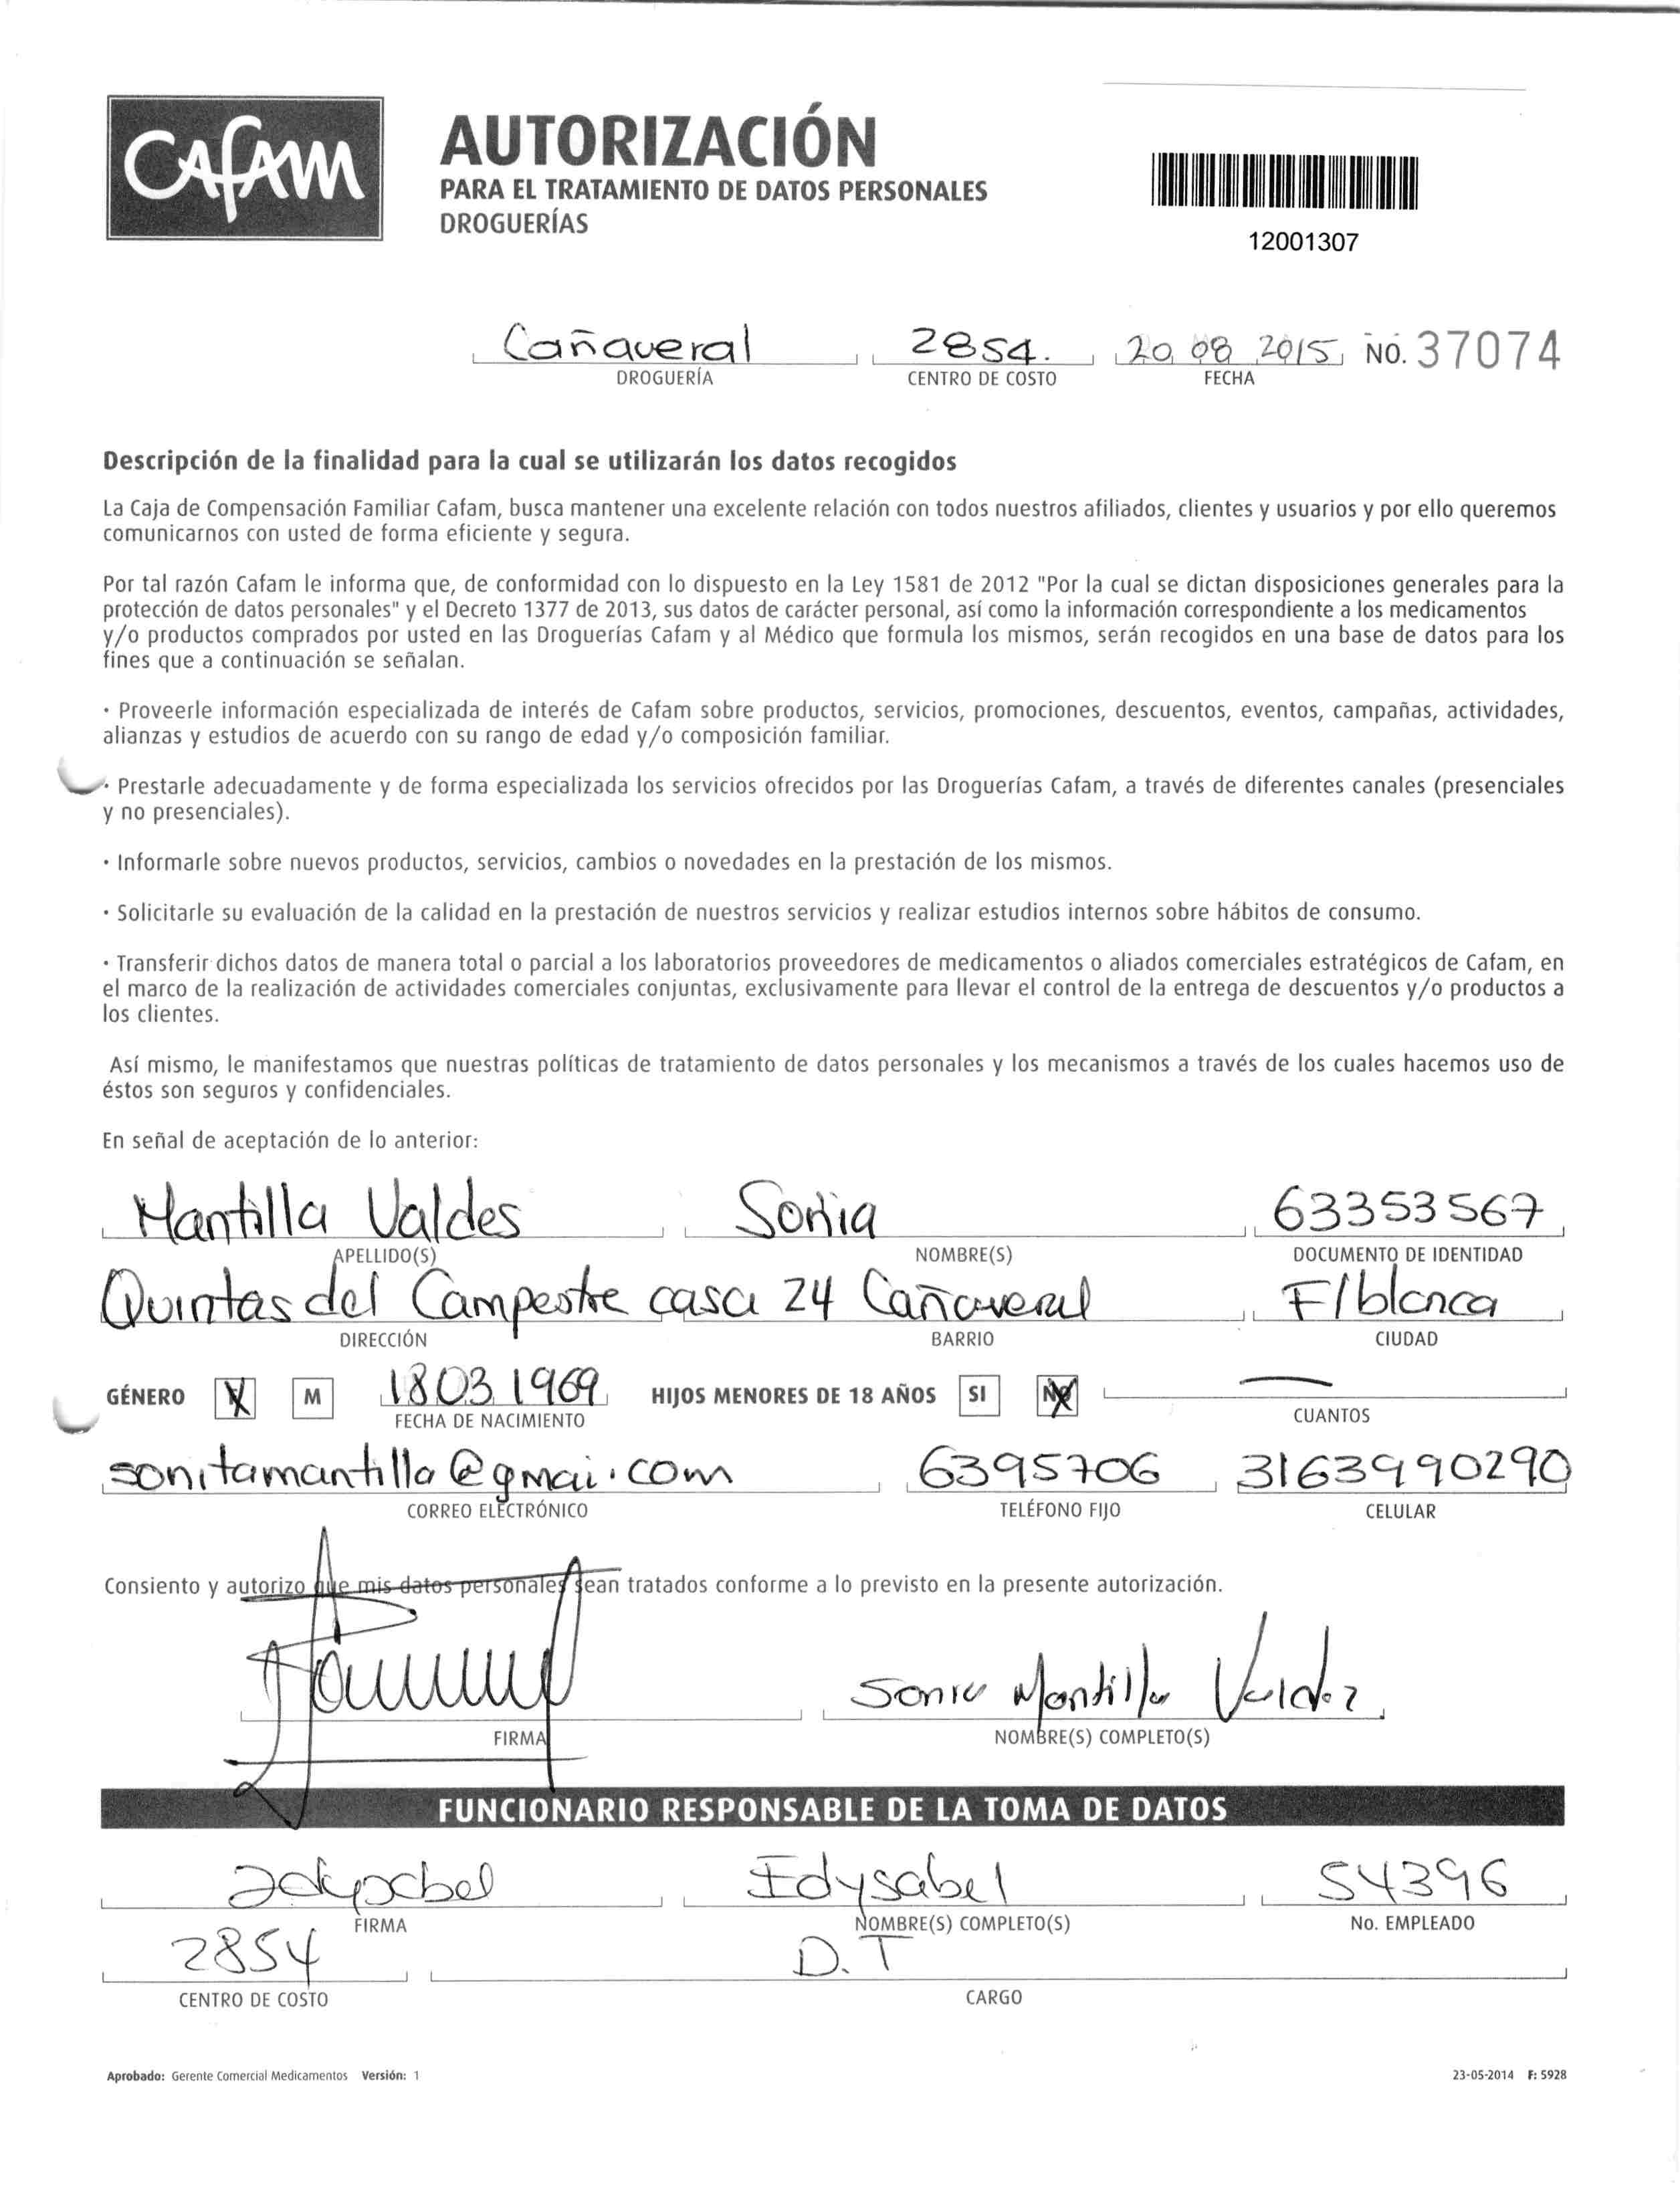 CAFAM
AUTORIZACIÓN
PARA EL TRATAMIENTO DE DATOS PERSONALES
DROGUERÍAS
12001307
Cañaveral 2854. 20 08 2015 NO. 37074
DROGUERÍA CENTRO DE COSTO FECHA
Descripción de la finalidad para la cual se utilizarán los datos recogidos
La Caja de Compensación Familiar Cafam, busca mantener una excelente relación con todos nuestros afiliados, clientes y usuarios y por ello queremos
comunicarnos con usted de forma eficiente y segura.
Por tal razón Cafam le informa que, de conformidad con lo dispuesto en la Ley 1581 de 2012 "Por la cual se dictan disposiciones generales para la
protección de datos personales" y el Decreto 1377 de 2013, sus datos de carácter personal, así como la información correspondiente a los medicamentos
y/o productos comprados por usted en las Droguerías Cafam y al Médico que formula los mismos, serán recogidos en una base de datos para los
fines que a continuación se señalan.
· Proveerle información especializada de interés de Cafam sobre productos, servicios, promociones, descuentos, eventos, campañas, actividades,
alianzas y estudios de acuerdo con su rango de edad y/o composición familiar.
· Prestarle adecuadamente y de forma especializada los servicios ofrecidos por las Droguerías Cafam, a través de diferentes canales (presenciales
y no presenciales).
· Informarle sobre nuevos productos, servicios, cambios o novedades en la prestación de los mismos.
· Solicitarle su evaluación de la calidad en la prestación de nuestros servicios y realizar estudios internos sobre hábitos de consumo.
· Transferir dichos datos de manera total o parcial a los laboratorios proveedores de medicamentos o aliados comerciales estratégicos de Cafam, en
el marco de la realización de actividades comerciales conjuntas, exclusivamente para llevar el control de la entrega de descuentos y/o productos a
los clientes.
Así mismo, le manifestamos que nuestras políticas de tratamiento de datos personales y los mecanismos a través de los cuales hacemos uso de
éstos son seguros y confidenciales.
En señal de aceptación de lo anterior:
Mantilla Valdes Sonia 63353567
APELLIDO(S) NOMBRE(S) DOCUMENTO DE IDENTIDAD
Quintas del Campestre casa 24 Cañaveral F/blanca
DIRECCIÓN BARRIO CIUDAD
GÉNERO X M 18 03 1969 HIJOS MENORES DE 18 AÑOS SI NO —
FECHA DE NACIMIENTO CUANTOS
sonitamantilla@gmai.com 6395706 3163990290
CORREO ELECTRÓNICO TELÉFONO FIJO CELULAR
Consiento y autorizo que mis datos personales sean tratados conforme a lo previsto en la presente autorización.
Sonia Mantilla Valdez
FIRMA NOMBRE(S) COMPLETO(S)
FUNCIONARIO RESPONSABLE DE LA TOMA DE DATOS
Edysabel 54396
FIRMA NOMBRE(S) COMPLETO(S) No. EMPLEADO
2854 D.T
CENTRO DE COSTO CARGO
Aprobado: Gerente Comercial Medicamentos Versión: 1 23-05-2014 F: 5928